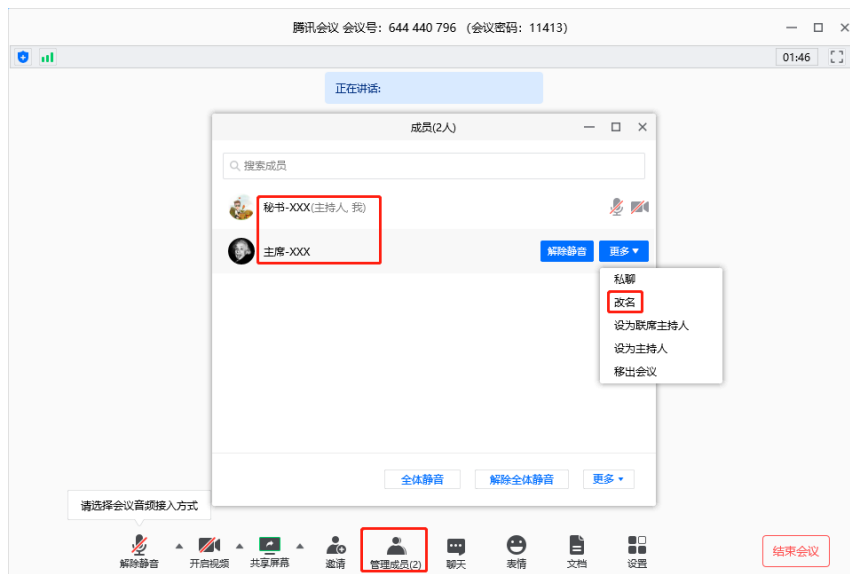 腾讯会议 会议号：644 440 796 （会议密码：11413）
01:46
正在讲话:
成员(2人)
搜索成员
秘书-XXX(主持人, 我)
主席-XXX
解除静音 更多
私聊
改名
设为联席主持人
设为主持人
移出会议
全体静音 解除全体静音 更多
请选择会议音频接入方式
解除静音 开启视频 共享屏幕 邀请 管理成员(2) 聊天 表情 文档 设置
结束会议